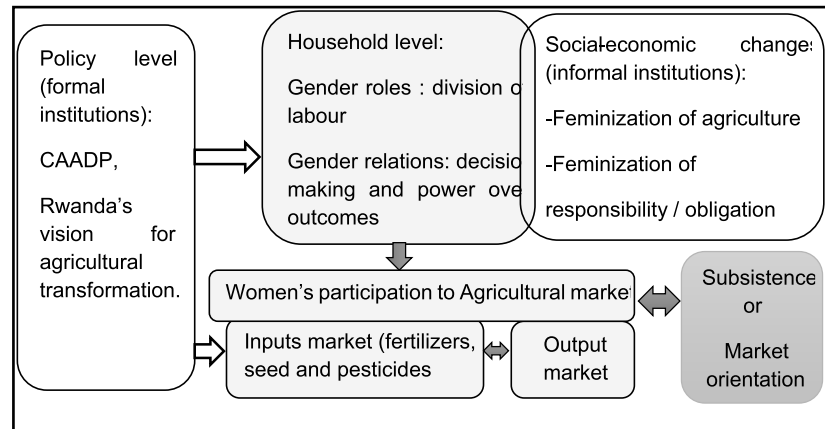 Policy level
(formal
institutions):
CAADP,
Rwanda's
vision for
agricultural
transformation.
Household level:
Gender roles : division o
labour
Gender relations: decisio
making and power ove
outcomes
Social-economic changes
(informal institutions):
-Feminization of agriculture
-Feminization of
responsibility / obligation
Women's participation to Agricultural market
Inputs market (fertilizers,
seed and pesticides
Output
market
Subsistence
or
Market
orientation